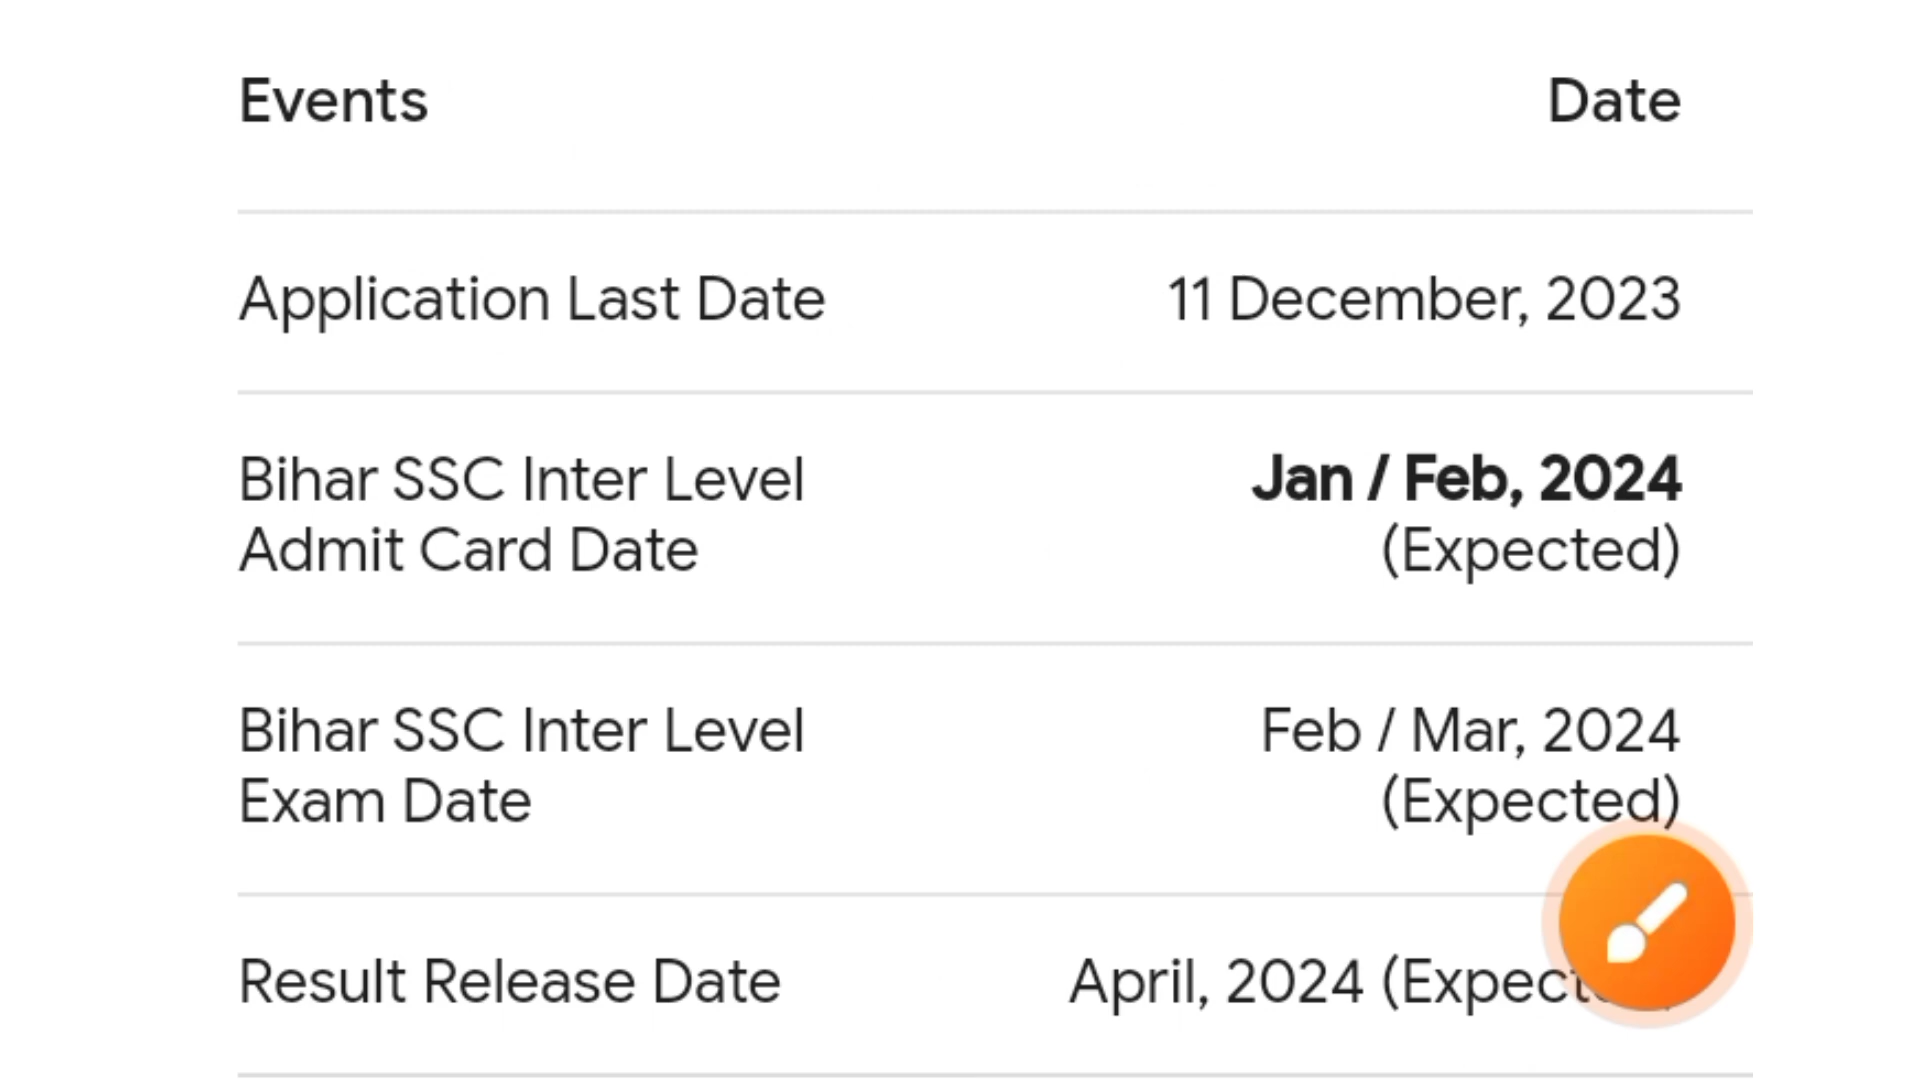 Events Date
Application Last Date 11 December, 2023
Bihar SSC Inter Level Jan / Feb, 2024
Admit Card Date (Expected)
Bihar SSC Inter Level Feb / Mar, 2024
Exam Date (Expected)
Result Release Date April, 2024